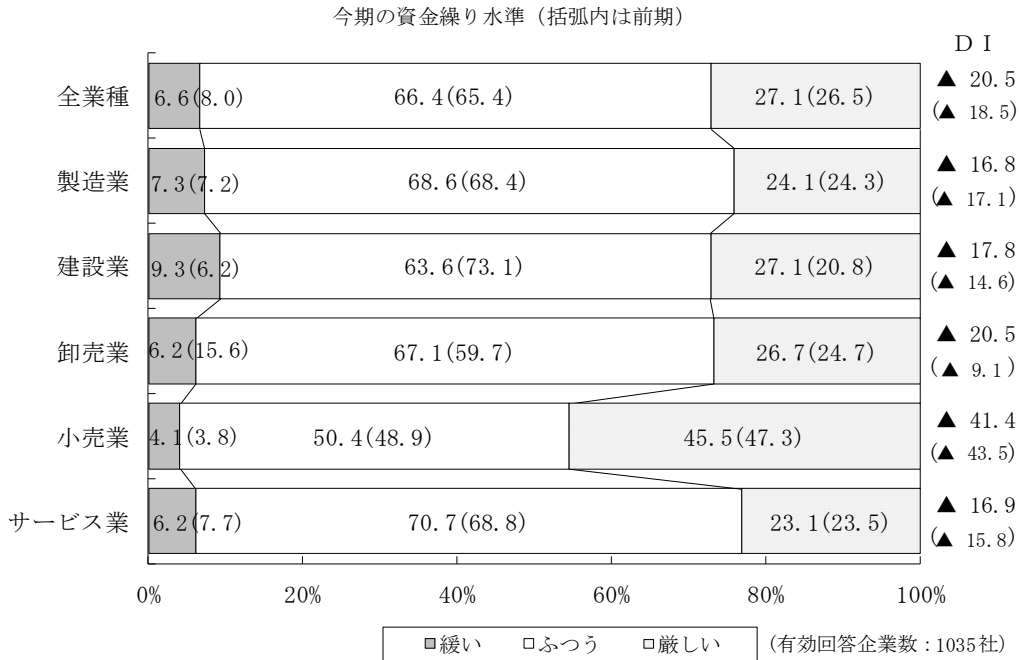 今期の資金繰り水準（括弧内は前期）
ＤＩ
全業種 6.6(8.0) 66.4(65.4) 27.1(26.5) ▲ 20.5
(▲ 18.5)
製造業 7.3(7.2) 68.6(68.4) 24.1(24.3) ▲ 16.8
(▲ 17.1)
建設業 9.3(6.2) 63.6(73.1) 27.1(20.8) ▲ 17.8
(▲ 14.6)
卸売業 6.2(15.6) 67.1(59.7) 26.7(24.7) ▲ 20.5
(▲ 9.1)
小売業 4.1(3.8) 50.4(48.9) 45.5(47.3) ▲ 41.4
(▲ 43.5)
サービス業 6.2(7.7) 70.7(68.8) 23.1(23.5) ▲ 16.9
(▲ 15.8)
0% 20% 40% 60% 80% 100%
緩い ふつう 厳しい (有効回答企業数：1035社)